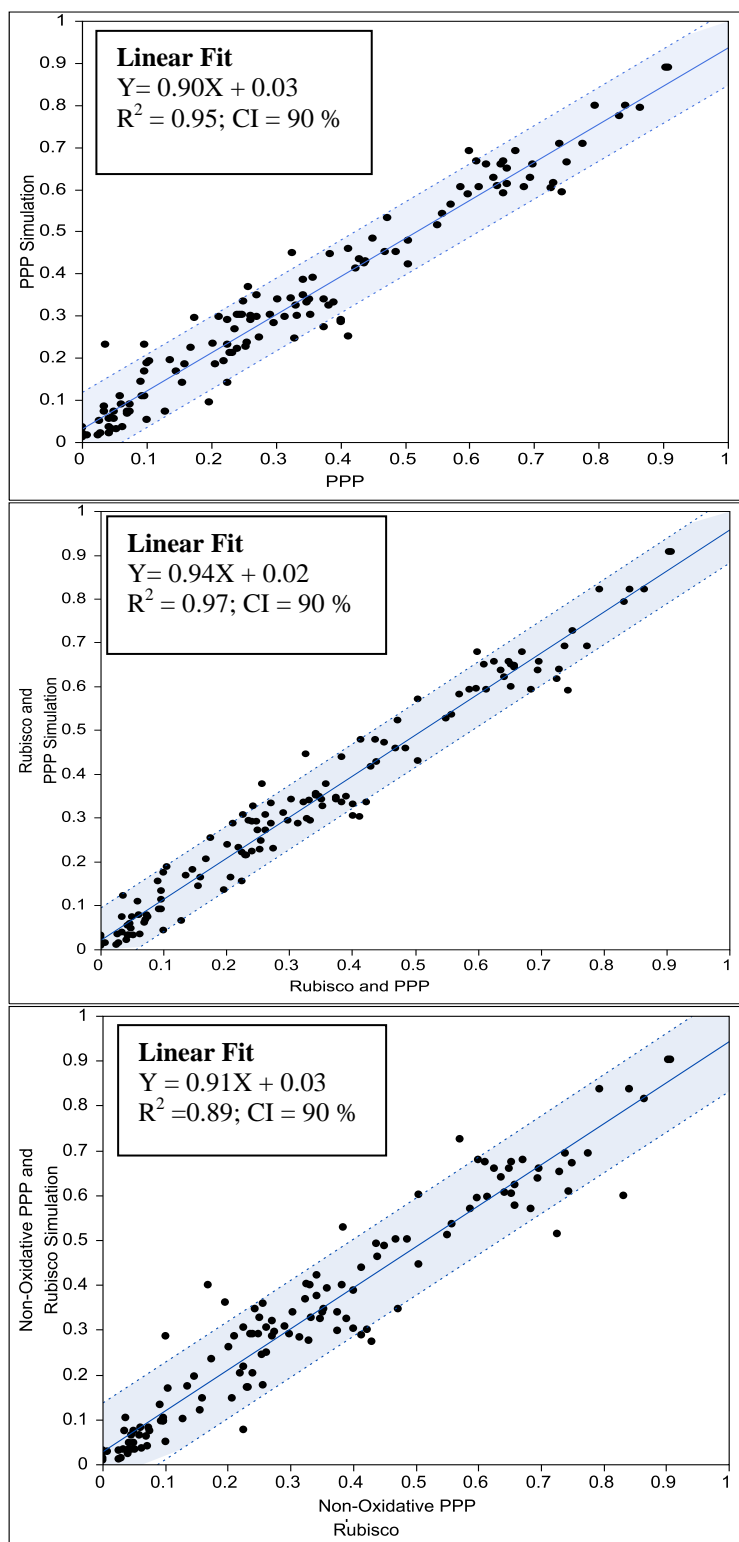 Linear Fit
Y= 0.90X + 0.03
R² = 0.95; CI = 90 %
PPP Simulation
1
0.9
0.8
0.7
0.6
0.5
0.4
0.3
0.2
0.1
0
0 0.1 0.2 0.3 0.4 0.5 0.6 0.7 0.8 0.9 1
PPP
Linear Fit
Y= 0.94X + 0.02
R² = 0.97; CI = 90 %
Rubisco and
PPP Simulation
1
0.9
0.8
0.7
0.6
0.5
0.4
0.3
0.2
0.1
0
0 0.1 0.2 0.3 0.4 0.5 0.6 0.7 0.8 0.9 1
Rubisco and PPP
Linear Fit
Y = 0.91X + 0.03
R² =0.89; CI = 90 %
Non-Oxidative PPP and
Rubisco Simulation
1
0.9
0.8
0.7
0.6
0.5
0.4
0.3
0.2
0.1
0
0 0.1 0.2 0.3 0.4 0.5 0.6 0.7 0.8 0.9 1
Non-Oxidative PPP
Rubisco